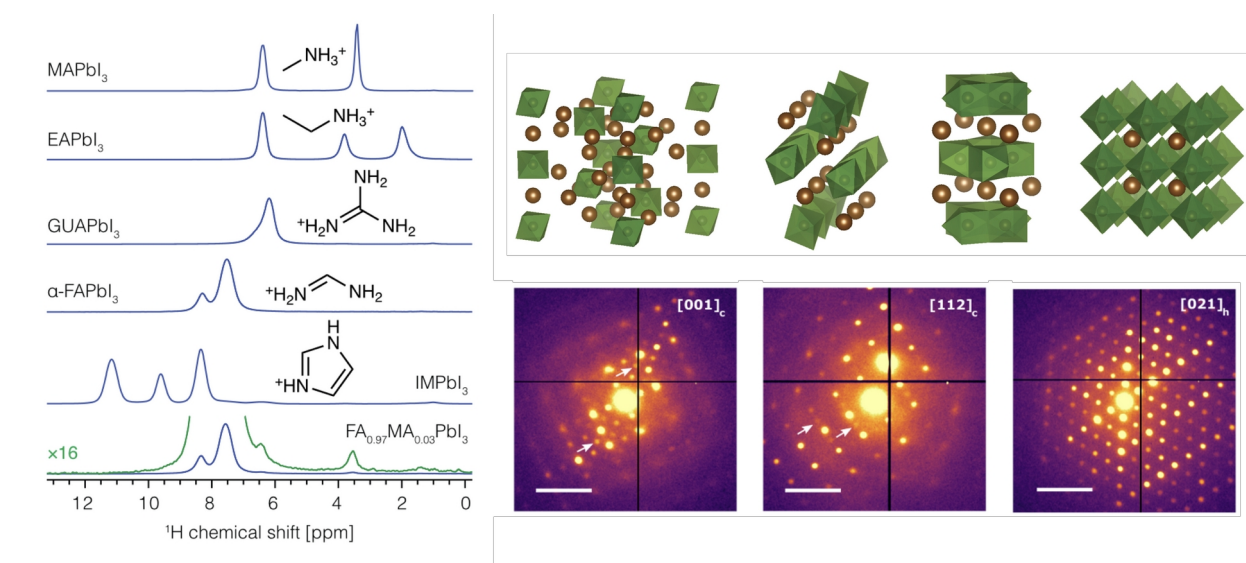 MAPbI₃
NH₃⁺
EAPbI₃
NH₃⁺
GUAPbI₃
NH₂
⁺H₂N
NH₂
α-FAPbI₃
⁺H₂N
NH₂
H
N
⁺HN
IMPbI₃
×16
FA₀.₉₇MA₀.₀₃PbI₃
12 10 8 6 4 2 0
¹H chemical shift [ppm]
[001]c
[112]c
[021]h